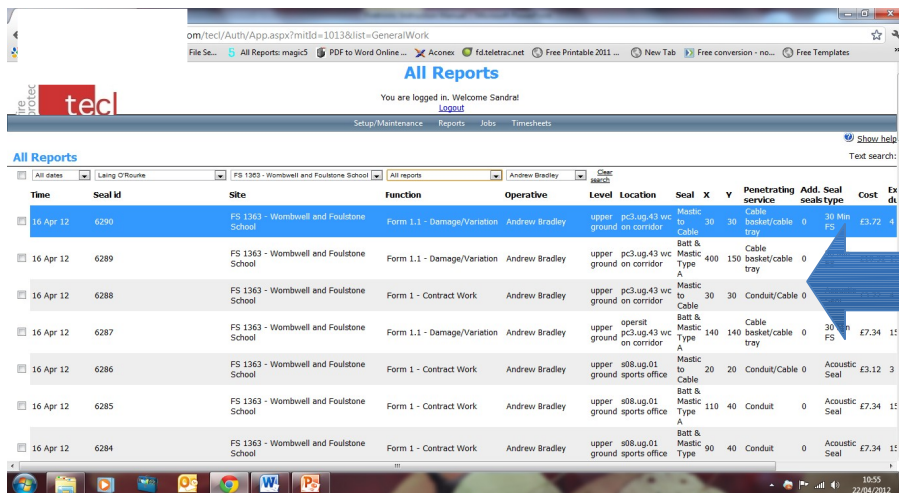 om/tecl/Auth/App.aspx?mitId=1013&list=GeneralWork
File Se... 5 All Reports: magic5 PDF to Word Online ... Aconex fd.teletrac.net Free Printable 2011 ... New Tab Free conversion - no... Free Templates »
All Reports
You are logged in. Welcome Sandra!
Logout
tecl
Setup/Maintenance Reports Jobs Timesheets
Show help
All Reports Text search:
All dates Laing O'Rourke FS 1363 - Wombwell and Foulstone School All reports Andrew Bradley Clear search
Time Seal id Site Function Operative Level Location Seal X Y Penetrating service Add. seals Seal type Cost
16 Apr 12 6290 FS 1363 - Wombwell and Foulstone School Form 1.1 - Damage/Variation Andrew Bradley upper ground pc3.ug.43 wc on corridor Mastic to Cable 30 30 Cable basket/cable tray 0 30 Min FS £3.72 4
16 Apr 12 6289 FS 1363 - Wombwell and Foulstone School Form 1.1 - Damage/Variation Andrew Bradley upper ground pc3.ug.43 wc on corridor Batt & Mastic Type A 400 150 Cable basket/cable tray 0
16 Apr 12 6288 FS 1363 - Wombwell and Foulstone School Form 1 - Contract Work Andrew Bradley upper ground pc3.ug.43 wc on corridor Mastic to Cable 30 30 Conduit/Cable 0
16 Apr 12 6287 FS 1363 - Wombwell and Foulstone School Form 1.1 - Damage/Variation Andrew Bradley upper ground opersit pc3.ug.43 wc on corridor Batt & Mastic Type A 140 140 Cable basket/cable tray 0 30 Min FS £7.34 15
16 Apr 12 6286 FS 1363 - Wombwell and Foulstone School Form 1 - Contract Work Andrew Bradley upper ground s08.ug.01 sports office Mastic to Cable 20 20 Conduit/Cable 0 Acoustic Seal £3.12 3
16 Apr 12 6285 FS 1363 - Wombwell and Foulstone School Form 1 - Contract Work Andrew Bradley upper ground s08.ug.01 sports office Batt & Mastic Type A 110 40 Conduit 0 Acoustic Seal £7.34 15
16 Apr 12 6284 FS 1363 - Wombwell and Foulstone School Form 1 - Contract Work Andrew Bradley upper ground s08.ug.01 sports office Batt & Mastic Type 90 40 Conduit 0 Acoustic Seal £7.34 15
10:55
22/04/2012